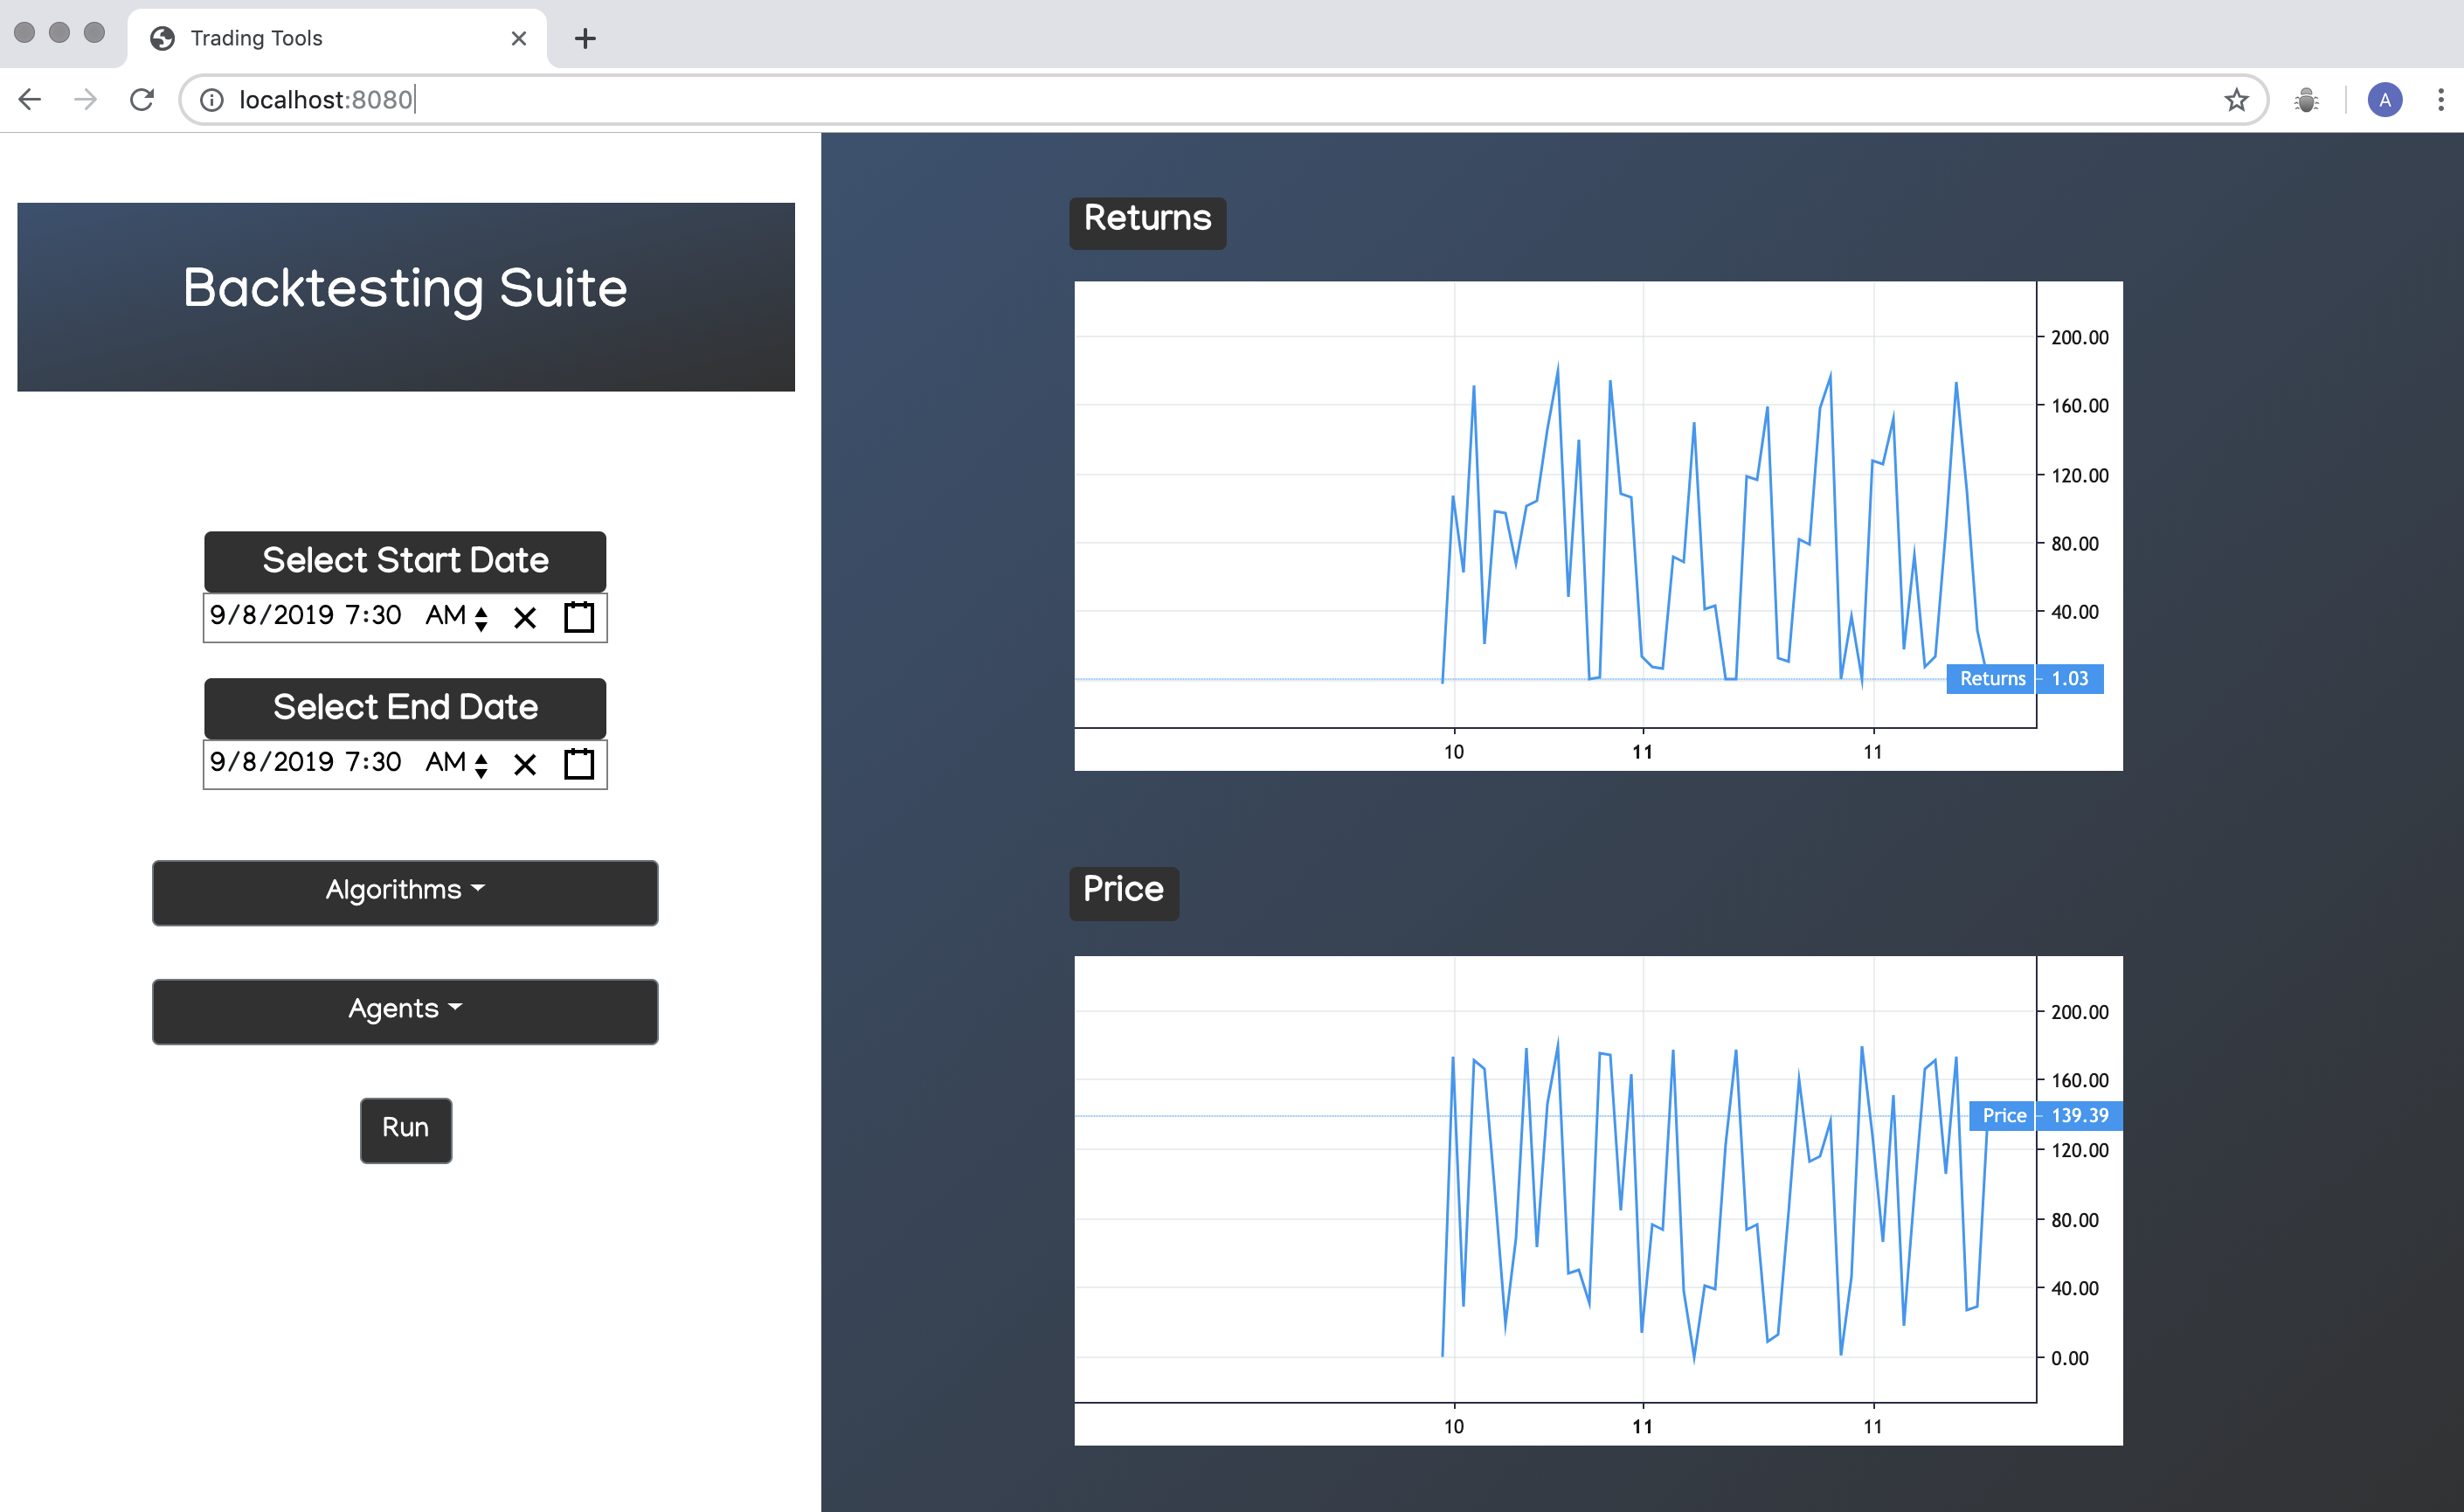 Trading Tools
localhost:8080
A
Backtesting Suite
Select Start Date
9/8/2019 7:30 AM
Select End Date
9/8/2019 7:30 AM
Algorithms
Agents
Run
Returns
200.00
160.00
120.00
80.00
40.00
Returns 1.03
10 11 11
Price
200.00
160.00
Price 139.39
120.00
80.00
40.00
0.00
10 11 11